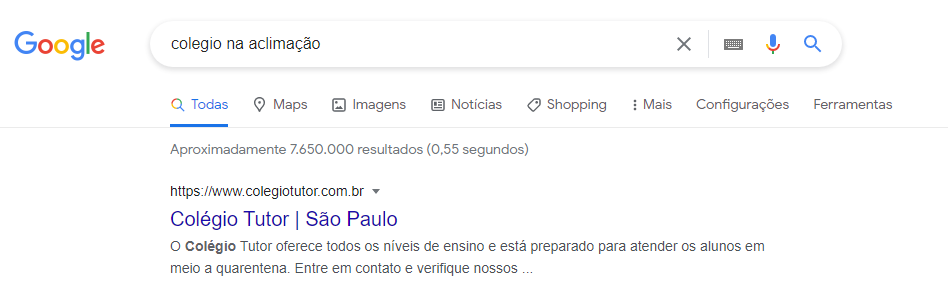 Google
colegio na aclimação
Todas Maps Imagens Notícias Shopping Mais Configurações Ferramentas
Aproximadamente 7.650.000 resultados (0,55 segundos)
https://www.colegiotutor.com.br
Colégio Tutor | São Paulo
O Colégio Tutor oferece todos os níveis de ensino e está preparado para atender os alunos em
meio a quarentena. Entre em contato e verifique nossos ...